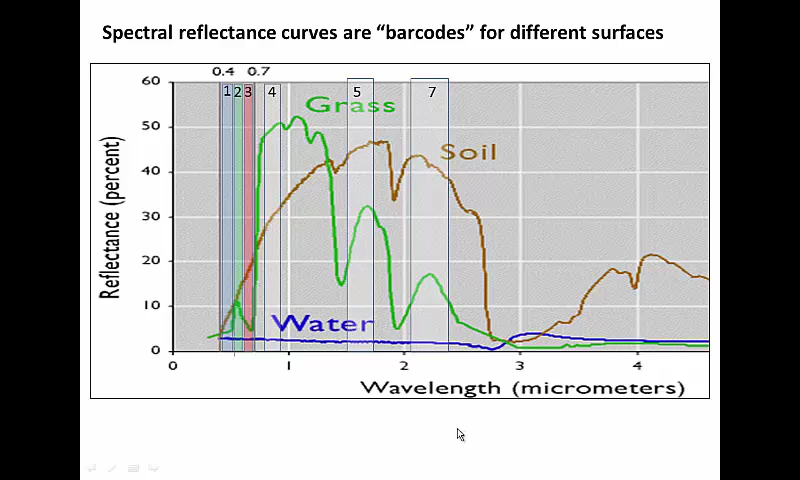 Spectral reflectance curves are “barcodes” for different surfaces
0.4 0.7
60
1 2 3 4 5 7
Grass
50
Soil
40
30
20
10
Water
0
0 1 2 3 4
Reflectance (percent)
Wavelength (micrometers)